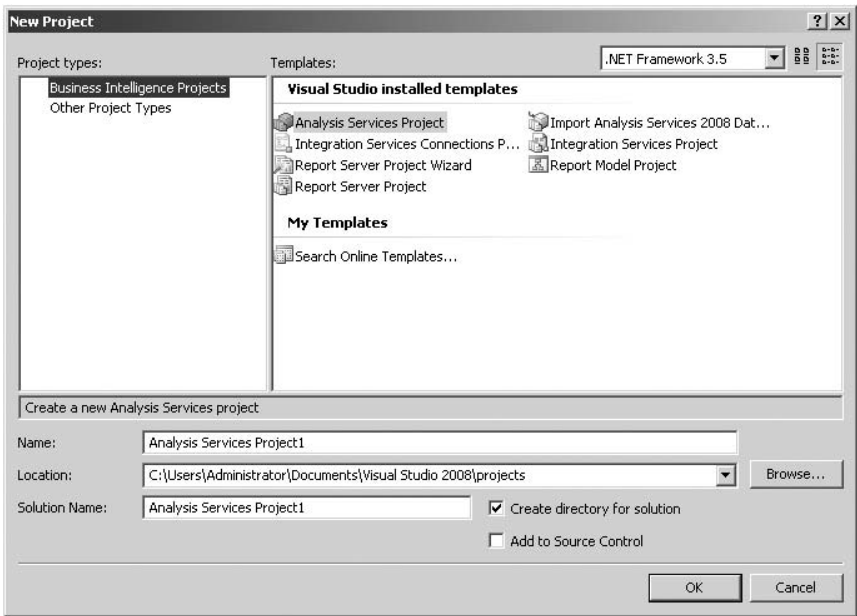 New Project
Project types:
Templates:
.NET Framework 3.5
Business Intelligence Projects
Other Project Types
Visual Studio installed templates
Analysis Services Project
Import Analysis Services 2008 Dat...
Integration Services Connections P...
Integration Services Project
Report Server Project Wizard
Report Model Project
Report Server Project
My Templates
Search Online Templates...
Create a new Analysis Services project
Name:
Analysis Services Project1
Location:
C:\Users\Administrator\Documents\Visual Studio 2008\projects
Browse...
Solution Name:
Analysis Services Project1
Create directory for solution
Add to Source Control
OK
Cancel